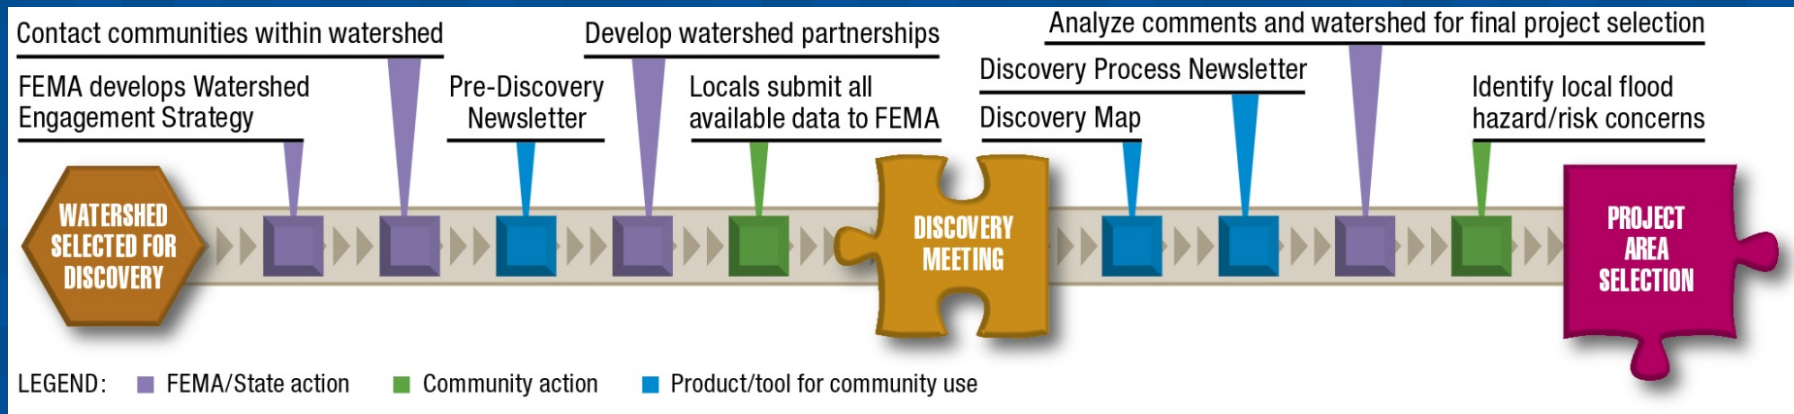 Contact communities within watershed
FEMA develops Watershed
Engagement Strategy
Pre-Discovery
Newsletter
Develop watershed partnerships
Locals submit all
available data to FEMA
Analyze comments and watershed for final project selection
Discovery Process Newsletter
Discovery Map
Identify local flood
hazard/risk concerns
WATERSHED
SELECTED FOR
DISCOVERY
DISCOVERY
MEETING
PROJECT
AREA
SELECTION
LEGEND:
FEMA/State action
Community action
Product/tool for community use